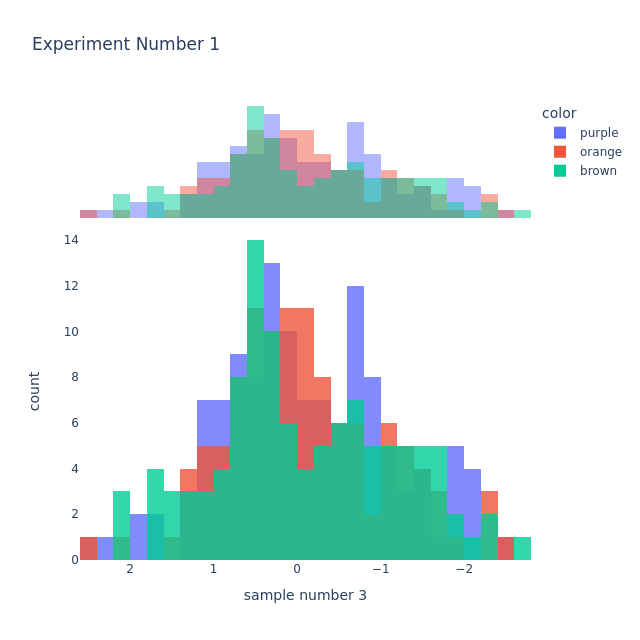 Experiment Number 1
color
purple
orange
brown
14
12
10
8
6
4
2
0
count
2
1
0
−1
−2
sample number 3